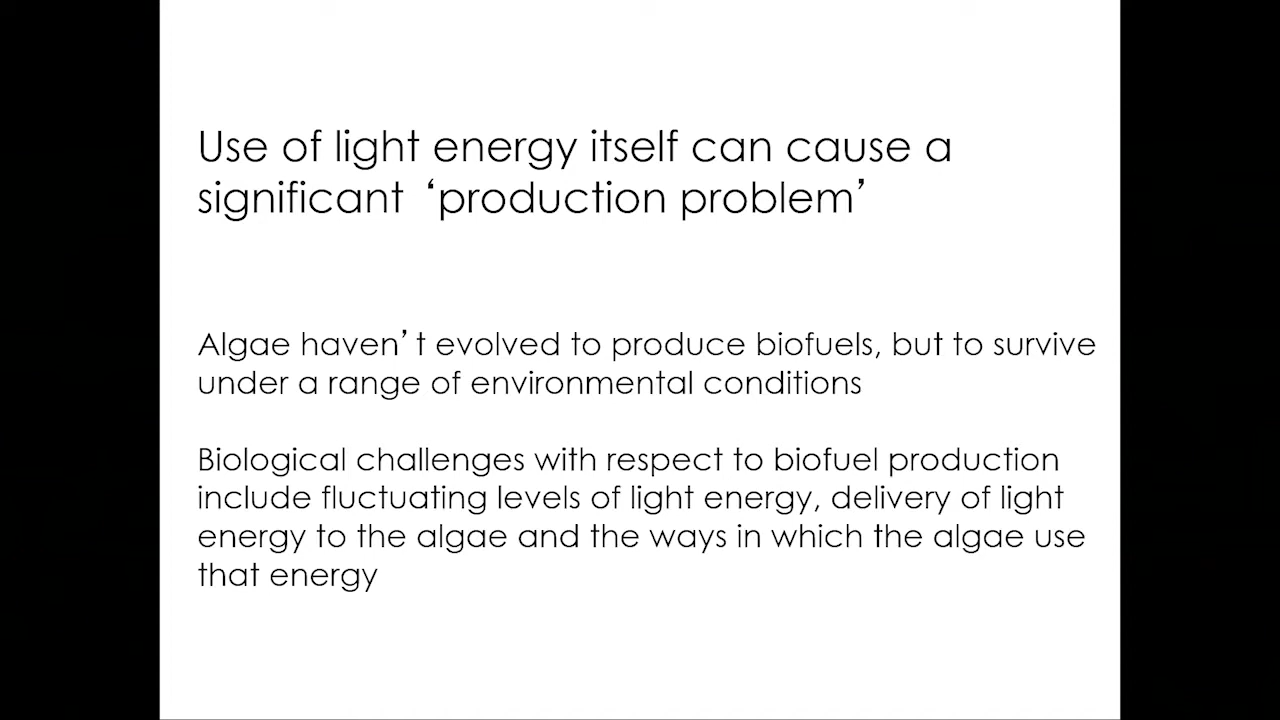 Use of light energy itself can cause a
significant ‘production problem’
Algae haven’t evolved to produce biofuels, but to survive
under a range of environmental conditions
Biological challenges with respect to biofuel production
include fluctuating levels of light energy, delivery of light
energy to the algae and the ways in which the algae use
that energy